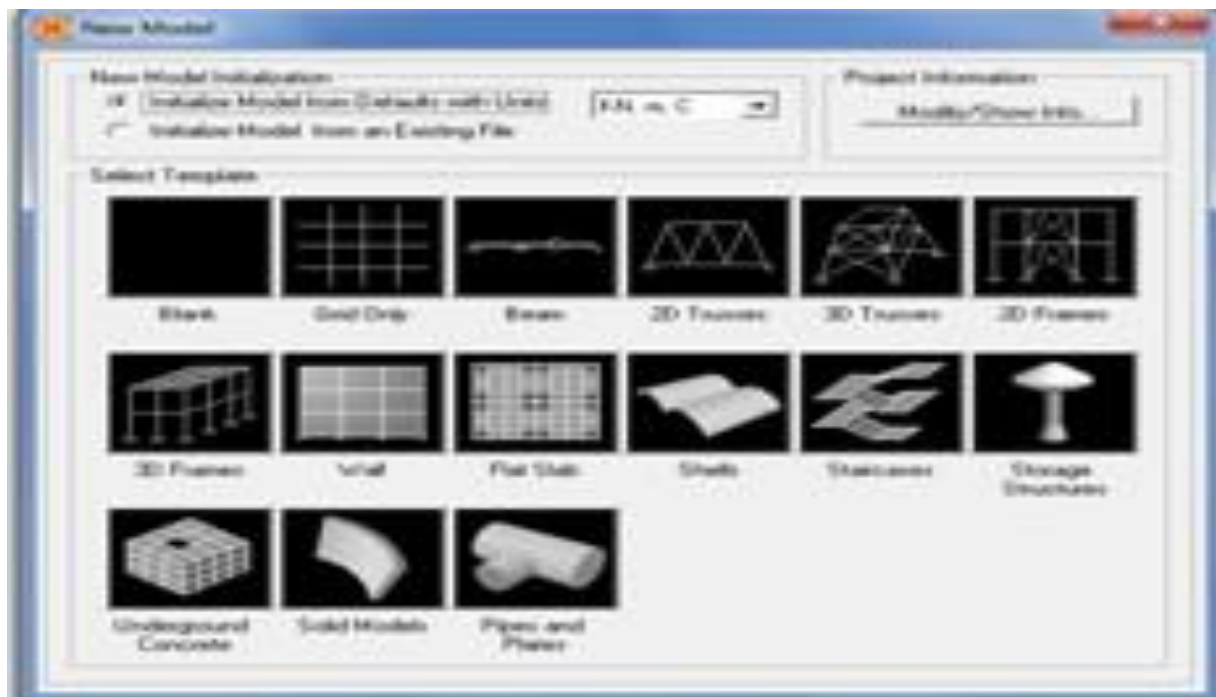 New Model
New Model Initialization
Initialize Model from Defaults with Units
KN, m, C
Initialize Model from an Existing File
Project Information
Modify/Show Info...
Select Template
Blank
Grid Only
Beam
2D Trusses
3D Trusses
2D Frames
3D Frames
Wall
Flat Slab
Shells
Staircases
Storage
Structures
Underground
Concrete
Solid Models
Pipes and
Plates